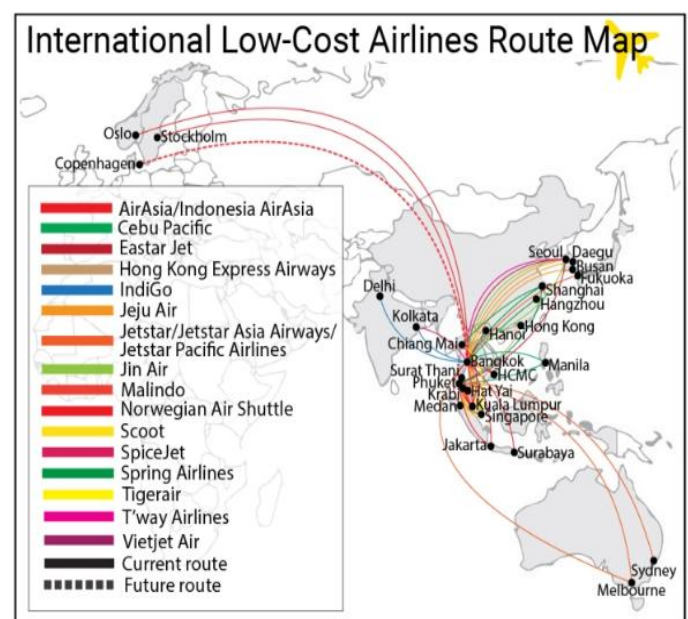 International Low-Cost Airlines Route Map
Oslo
Stockholm
Copenhagen
AirAsia/Indonesia AirAsia
Cebu Pacific
Eastar Jet
Hong Kong Express Airways
IndiGo
Jeju Air
Jetstar/Jetstar Asia Airways/
Jetstar Pacific Airlines
Jin Air
Malindo
Norwegian Air Shuttle
Scoot
SpiceJet
Spring Airlines
Tigerair
T'way Airlines
Vietjet Air
Current route
Future route
Seoul
Daegu
Busan
Fukuoka
Shanghai
Hangzhou
Delhi
Kolkata
Hong Kong
Hanoi
Chiang Mai
Bangkok
Manila
Surat Thani
HCMC
Phuket
Krabi
Hat Yai
Medan
Kuala Lumpur
Singapore
Jakarta
Surabaya
Sydney
Melbourne